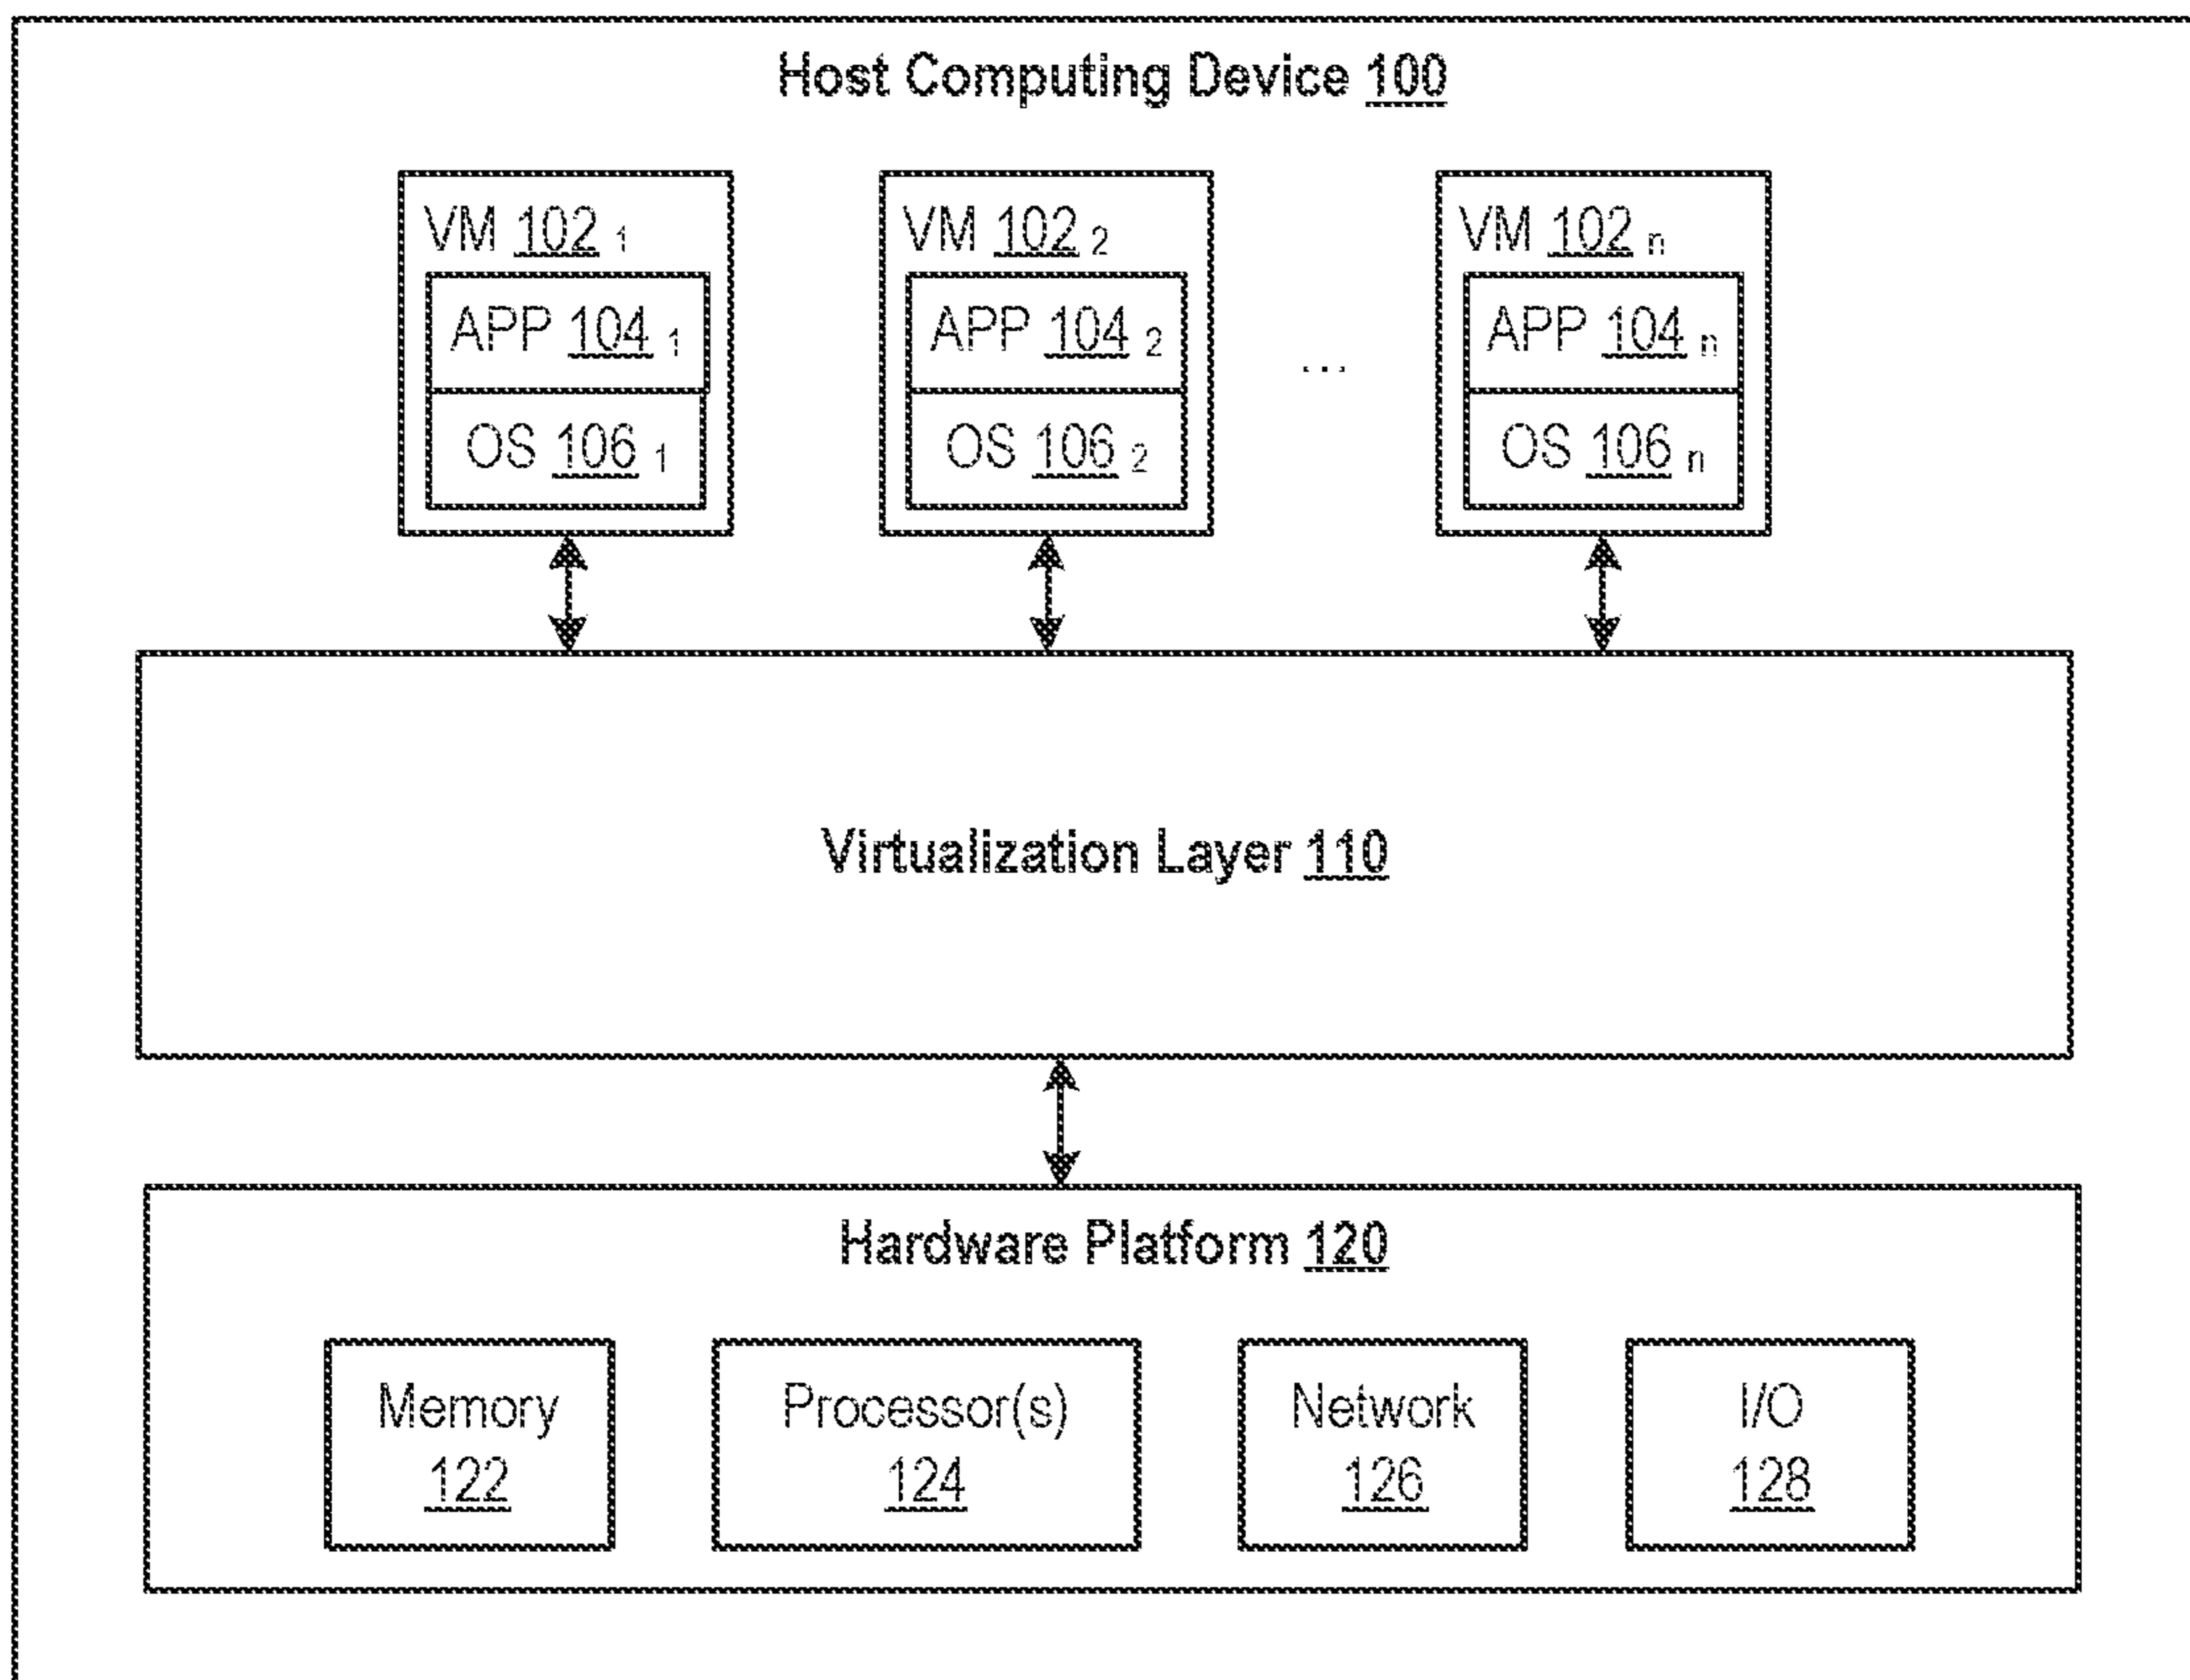 Host Computing Device 100
VM 102 1
VM 102 2
VM 102 n
APP 104 1
APP 104 2
...
APP 104 n
OS 106 1
OS 106 2
OS 106 n
Virtualization Layer 110
Hardware Platform 120
Memory
122
Processor(s)
124
Network
126
I/O
128